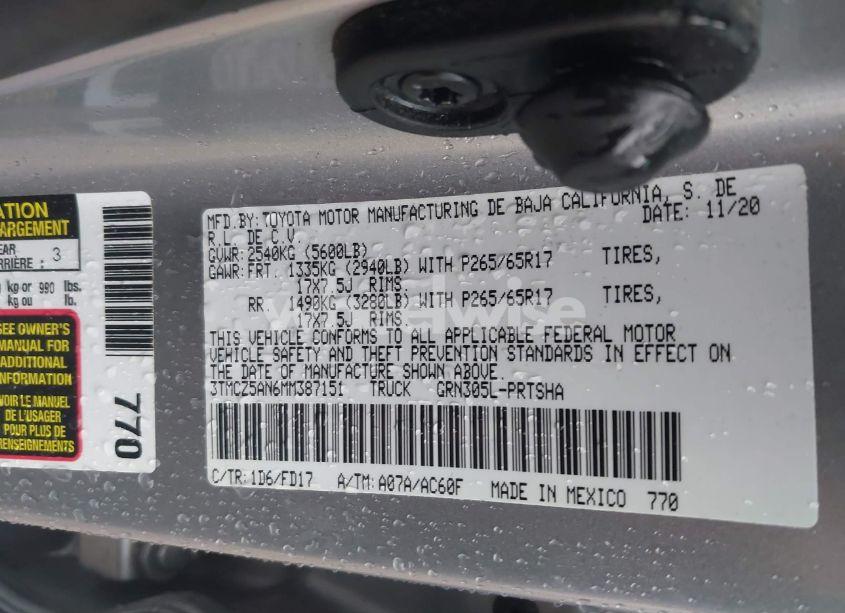 ATION
HARGEMENT
EAR
RRIÈRE : 3
kg or 990 lbs.
kg ou lb.
SEE OWNER'S
MANUAL FOR
ADDITIONAL
INFORMATION
VOIR LE MANUEL
DE L'USAGER
POUR PLUS DE
RENSEIGNEMENTS
770
MFD.BY: TOYOTA MOTOR MANUFACTURING DE BAJA CALIFORNIA, S. DE
R.L. DE C.V. DATE: 11/20
GVWR: 2540KG (5600LB)
GAWR: FRT. 1335KG (2940LB) WITH P265/65R17 TIRES,
17X7.5J RIMS.
RR. 1490KG (3280LB) WITH P265/65R17 TIRES,
17X7.5J RIMS.
THIS VEHICLE CONFORMS TO ALL APPLICABLE FEDERAL MOTOR
VEHICLE SAFETY AND THEFT PREVENTION STANDARDS IN EFFECT ON
THE DATE OF MANUFACTURE SHOWN ABOVE.
3TMCZ5AN6MM387151 TRUCK GRN305L-PRTSHA
C/TR: 1D6/FD17 A/TM: A07A/AC60F MADE IN MEXICO 770